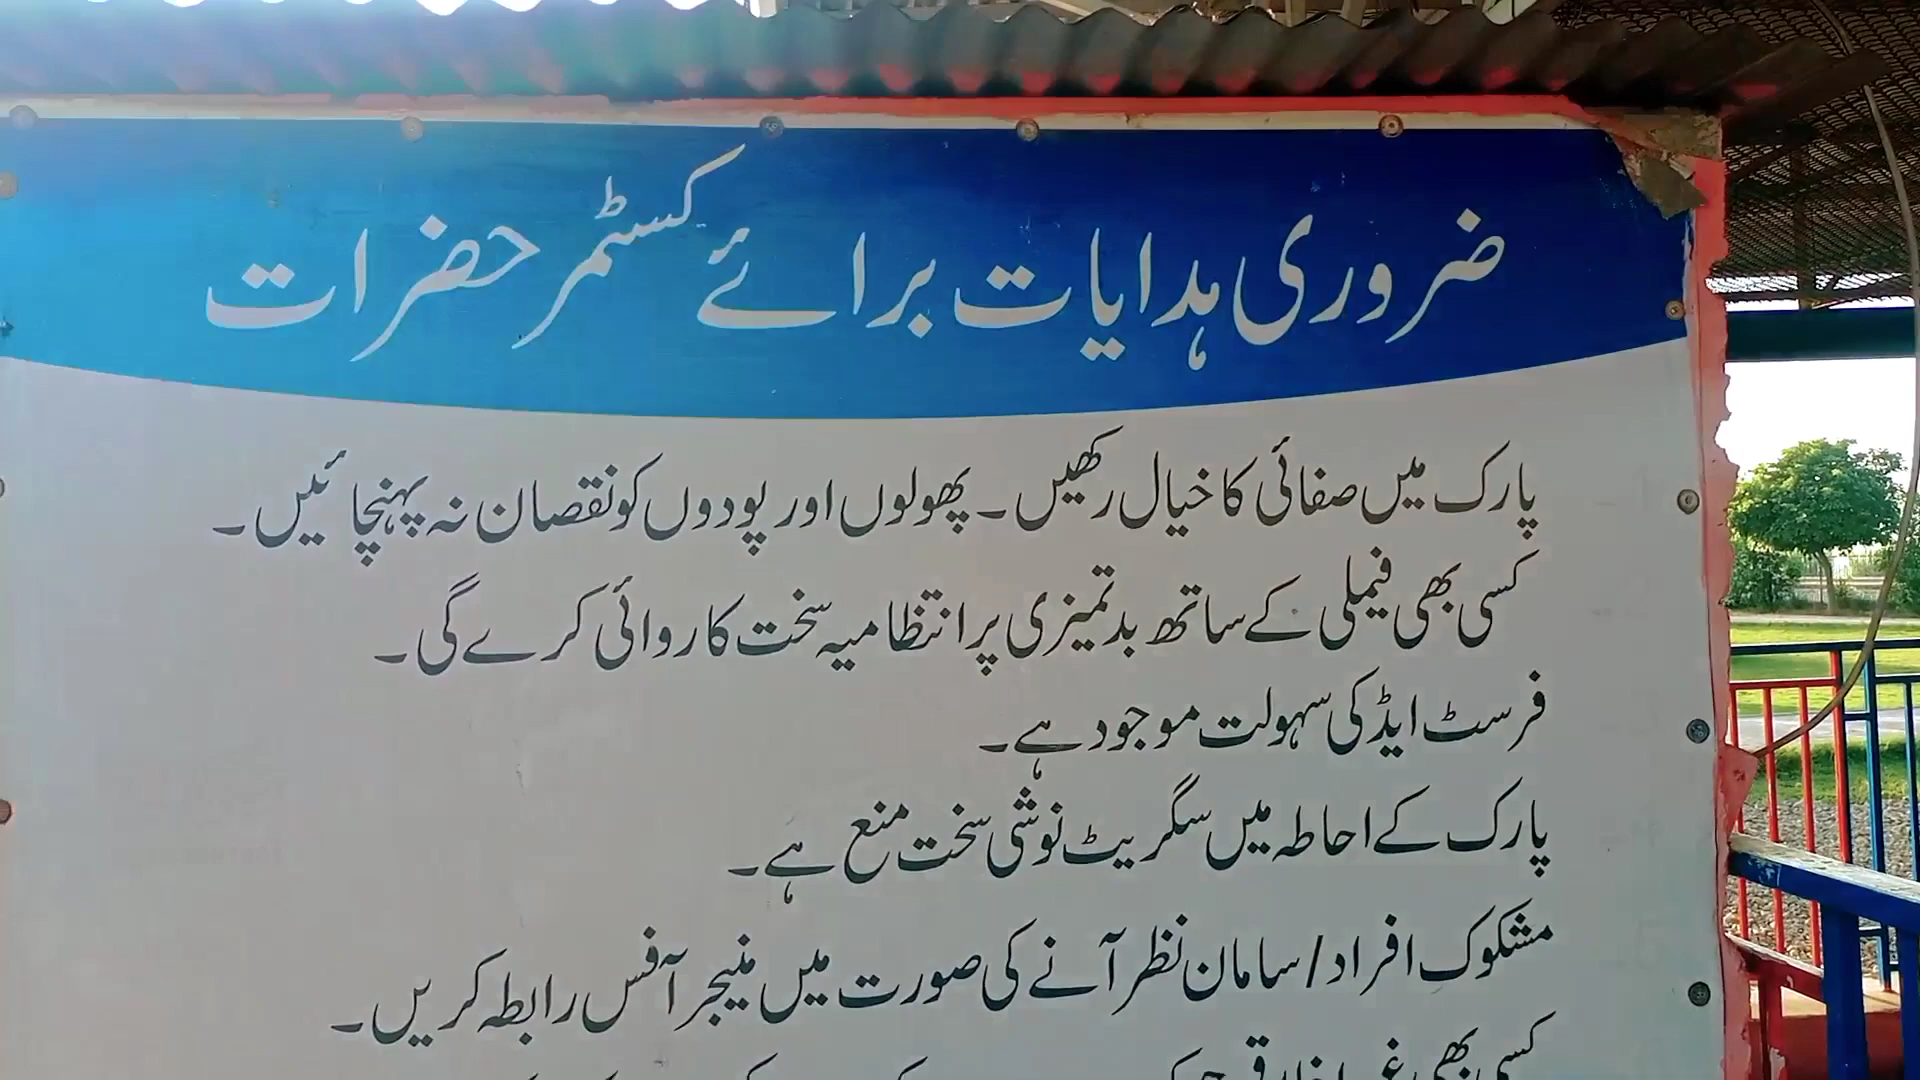 ضروری ہدایات برائے کسٹمر حضرات
پارک میں صفائی کا خیال رکھیں۔ پھولوں اور پودوں کو نقصان نہ پہنچائیں۔
کسی بھی فیملی کے ساتھ بدتمیزی پر انتظامیہ سخت کاروائی کرے گی۔
فرسٹ ایڈ کی سہولت موجود ہے۔
پارک کے احاطہ میں سگریٹ نوشی سخت منع ہے۔
مشکوک افراد/سامان نظر آنے کی صورت میں منیجر آفس رابطہ کریں۔
کسی بھی